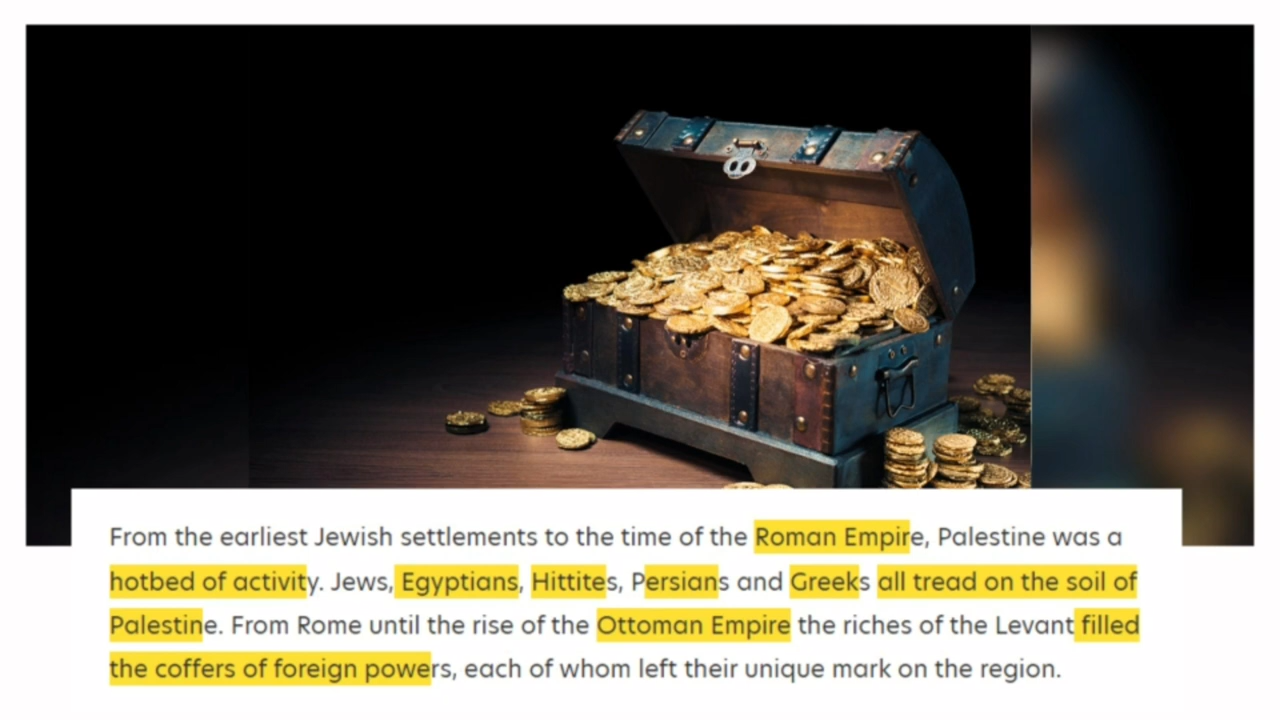 From the earliest Jewish settlements to the time of the Roman Empire, Palestine was a
hotbed of activity. Jews, Egyptians, Hittites, Persians and Greeks all tread on the soil of
Palestine. From Rome until the rise of the Ottoman Empire the riches of the Levant filled
the coffers of foreign powers, each of whom left their unique mark on the region.